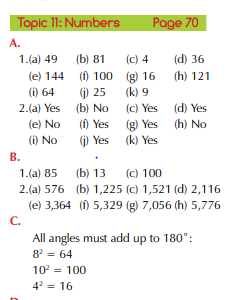 Topic 11: Numbers Page 70
A.
1.(a) 49 (b) 81 (c) 4 (d) 36
(e) 144 (f) 100 (g) 16 (h) 121
(i) 64 (j) 25 (k) 9
2.(a) Yes (b) No (c) Yes (d) Yes
(e) No (f) Yes (g) Yes (h) No
(i) No (j) Yes (k) Yes
B.
1.(a) 85 (b) 13 (c) 100
2.(a) 576 (b) 1,225 (c) 1,521 (d) 2,116
(e) 3,364 (f) 5,329 (g) 7,056 (h) 5,776
C.
All angles must add up to 180°:
8² = 64
10² = 100
4² = 16